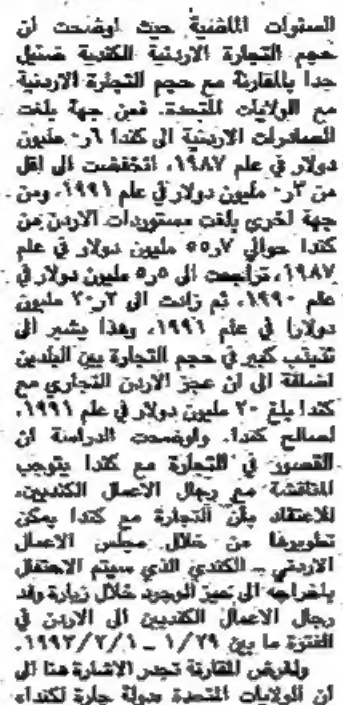 السنوات الماضية حيث اوضحت ان
حجم التجارة الاردنية الكندية ضئيل
جدا بالمقارنة مع حجم التجارة الاردنية
مع الولايات المتحدة. فمن جهة بلغت
الصادرات الاردنية الى كندا ٦ر٠ مليون
دولار في عام ١٩٨٧، انخفضت الى اقل
من ٣ر٠ مليون دولار في عام ١٩٩١. ومن
جهة اخرى بلغت مستوردات الاردن من
كندا حوالي ٧ر٥٥ مليون دولار في عام
١٩٨٧، تراجعت الى ٥ر٥ مليون دولار في
عام ١٩٩٠، ثم زادت الى ٢ر٢٠ مليون
دولارا في عام ١٩٩١. وهذا يشير الى
تذبذب كبير في حجم التجارة بين البلدين
اضافة الى ان عجز الاردن التجاري مع
كندا بلغ ٢٠ مليون دولار في عام ١٩٩١،
لصالح كندا. واوضحت الدراسة ان
القصور في التجارة مع كندا يتوجب
المناقشة مع رجال الاعمال الكنديين،
للاعتقاد بأن التجارة مع كندا يمكن
تطويرها من خلال مجلس الاعمال
الاردني - الكندي الذي سيتم الاحتفال
باخراجه الى حيز الوجود خلال زيارة وفد
رجال الاعمال الكنديين الى الاردن في
الفترة ما بين ١/٢٩ - ١٩٩٣/٢/١.
ولغرض المقارنة تجدر الاشارة هنا الى
ان الولايات المتحدة دولة جارة لكندا،